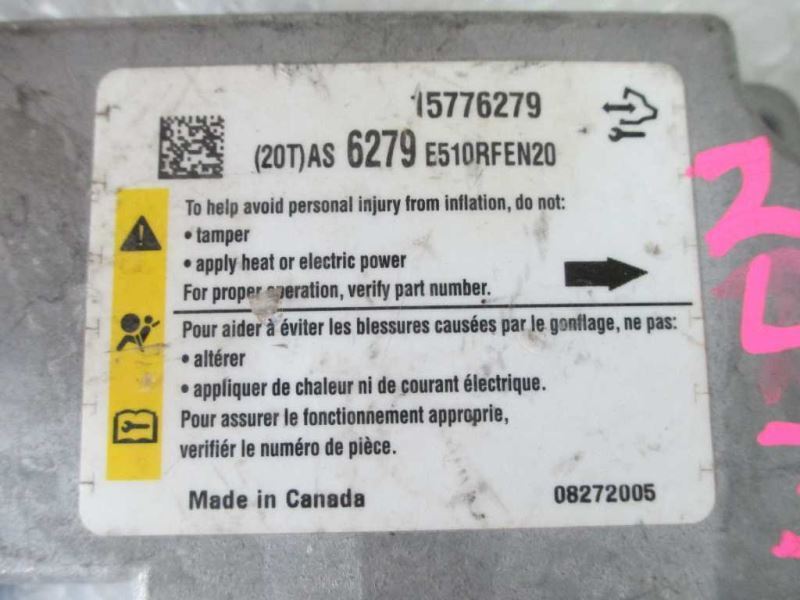 15776279
(20T)AS 6279 E510RFEN20
To help avoid personal injury from inflation, do not:
• tamper
• apply heat or electric power
For proper operation, verify part number.
Pour aider à éviter les blessures causées par le gonflage, ne pas:
• altérer
• appliquer de chaleur ni de courant électrique.
Pour assurer le fonctionnement approprie,
verifiér le numéro de pièce.
Made in Canada 08272005